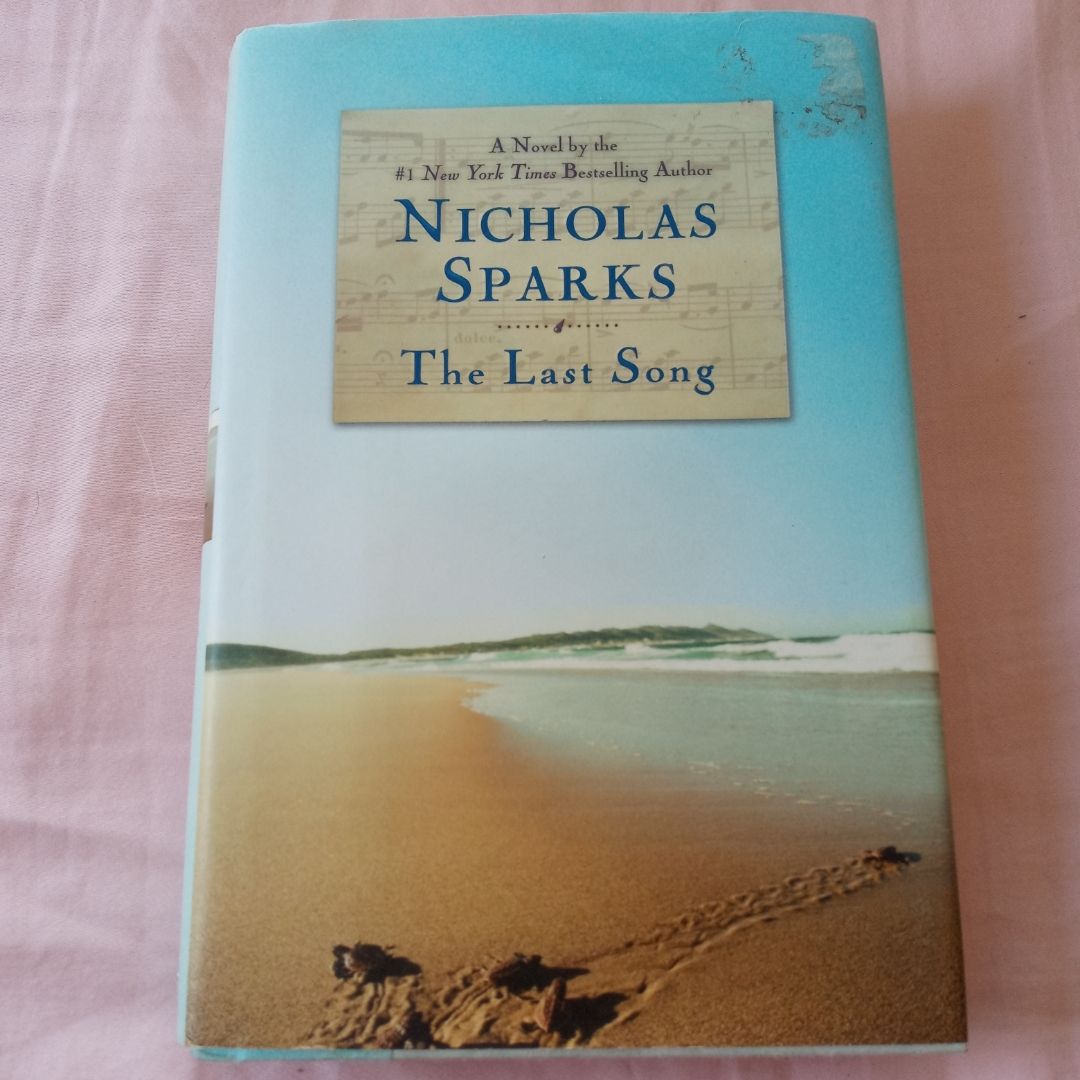 A Novel by the
#1 New York Times Bestselling Author
NICHOLAS
SPARKS
dolce.
The Last Song